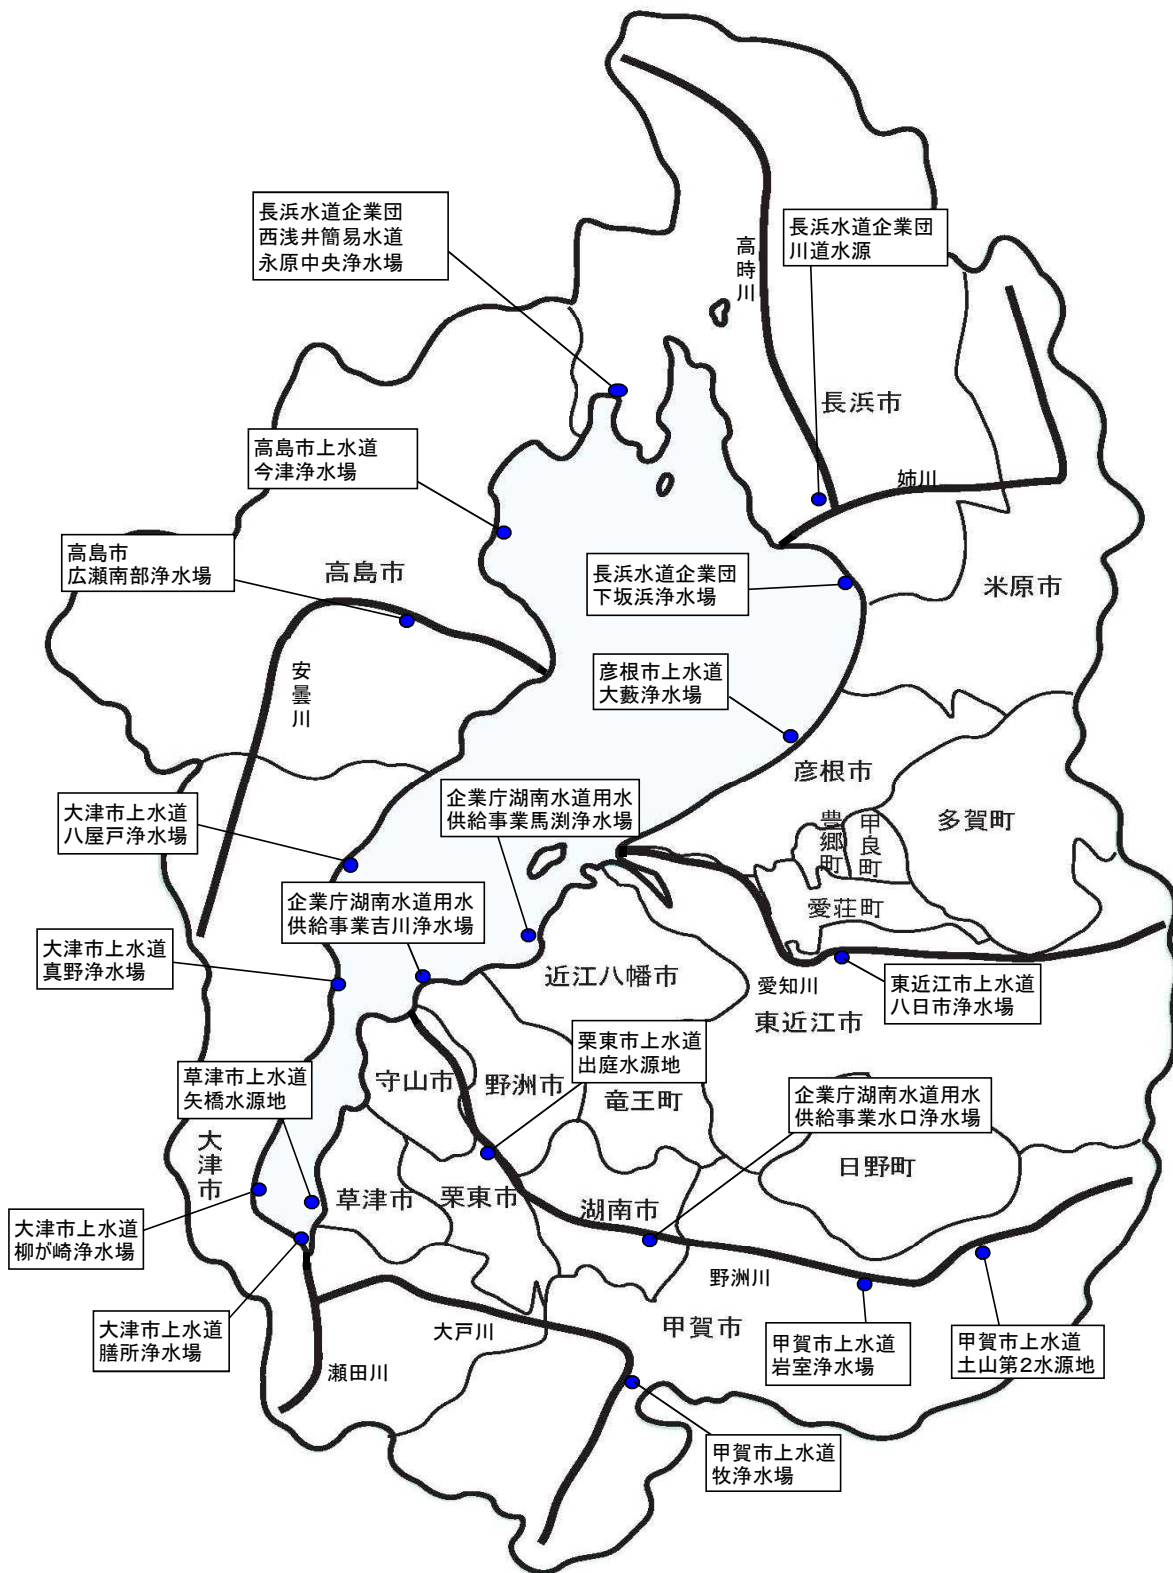 長浜水道企業団
西浅井簡易水道
永原中央浄水場
長浜水道企業団
川道水源
高時川
長浜市
高島市上水道
今津浄水場
姉川
高島市
広瀬南部浄水場
高島市
長浜水道企業団
下坂浜浄水場
米原市
安曇川
彦根市上水道
大藪浄水場
彦根市
大津市上水道
八屋戸浄水場
企業庁湖南水道用水
供給事業馬渕浄水場
豊郷町
甲良町
多賀町
愛荘町
企業庁湖南水道用水
供給事業吉川浄水場
大津市上水道
真野浄水場
近江八幡市
愛知川
東近江市上水道
八日市浄水場
東近江市
栗東市上水道
出庭水源地
草津市上水道
矢橋水源地
守山市
野洲市
竜王町
企業庁湖南水道用水
供給事業水口浄水場
大津市
日野町
草津市
栗東市
湖南市
大津市上水道
柳が崎浄水場
野洲川
大津市上水道
膳所浄水場
大戸川
甲賀市
瀬田川
甲賀市上水道
岩室浄水場
甲賀市上水道
土山第2水源地
甲賀市上水道
牧浄水場